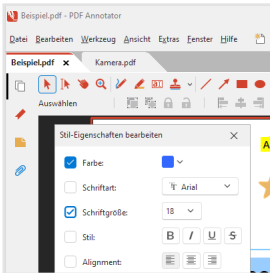 Beispiel.pdf - PDF Annotator
Datei Bearbeiten Werkzeug Ansicht Extras Fenster Hilfe
Beispiel.pdf × Kamera.pdf
Auswählen
Stil-Eigenschaften bearbeiten
Farbe:
Schriftart: Arial
Schriftgröße: 18
Stil: B I U S
Alignment: